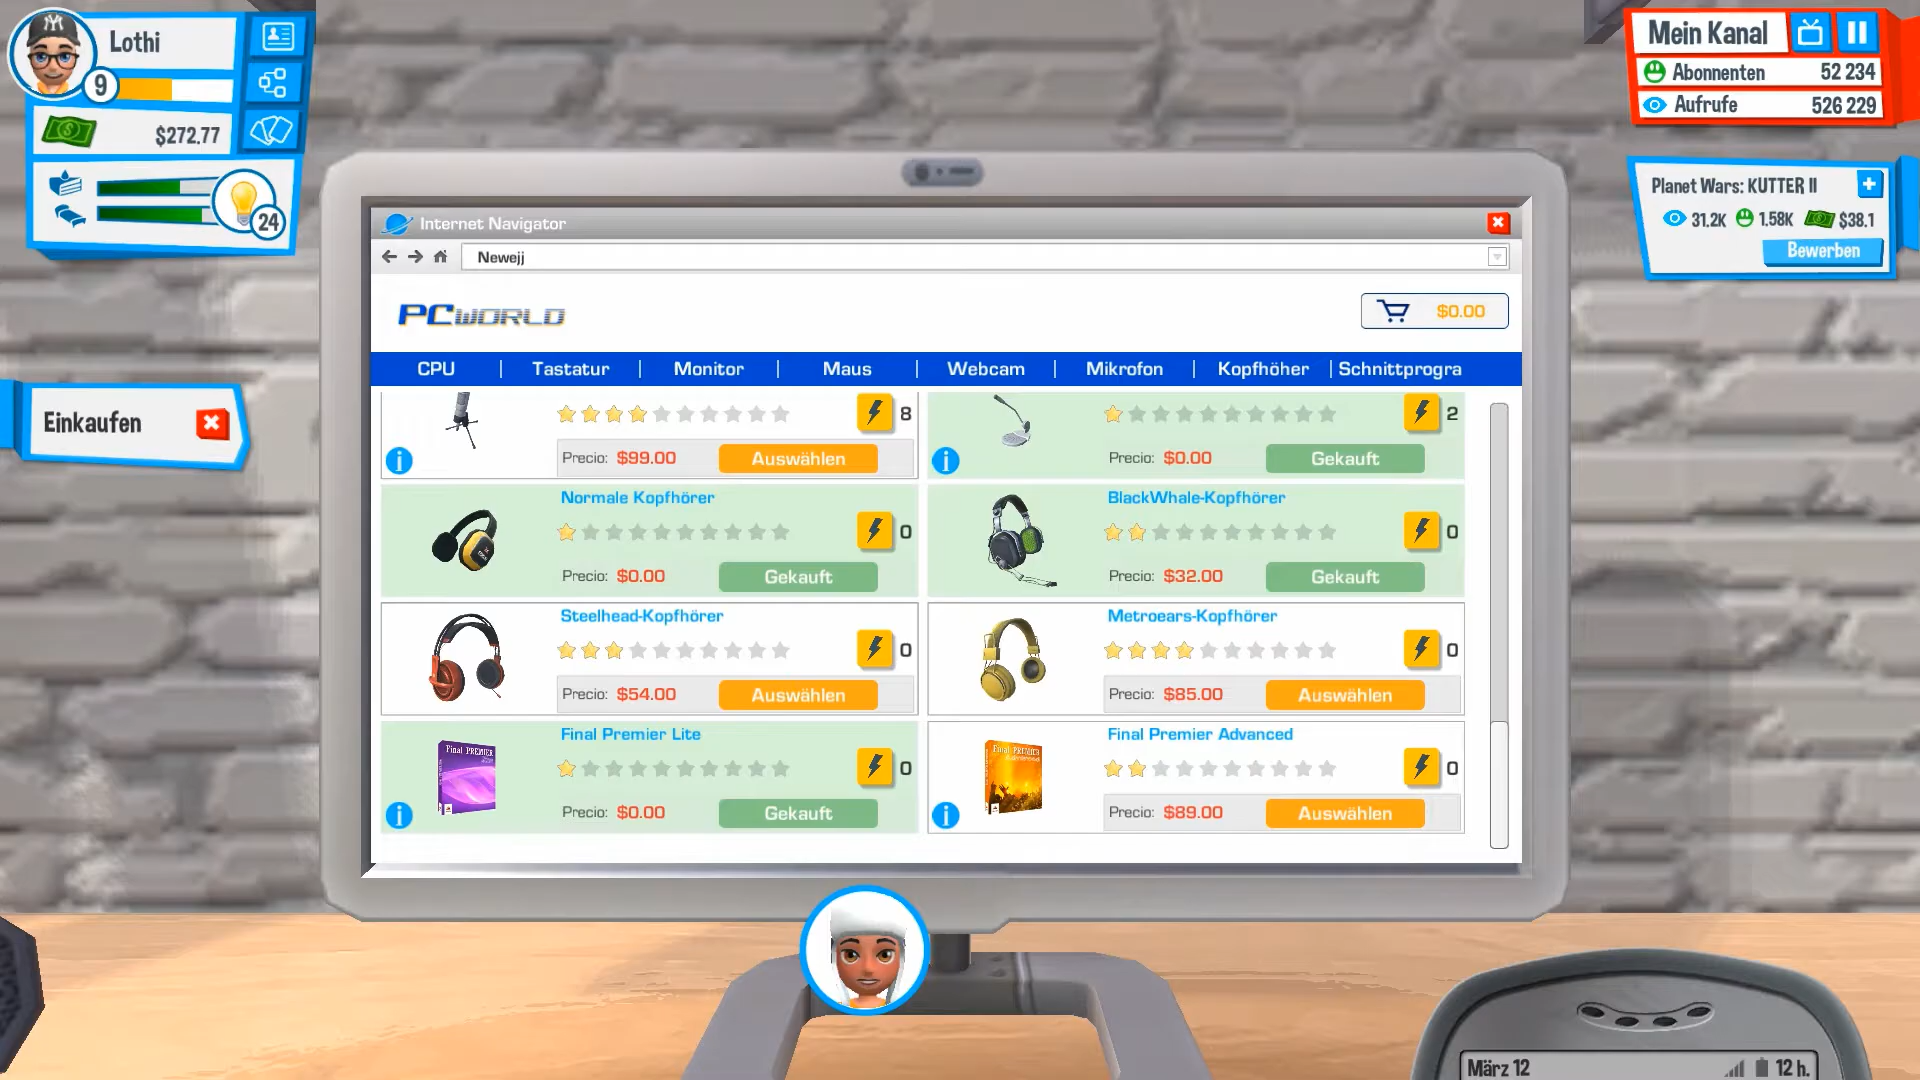 Lothi
9
$272.77
24
Mein Kanal
Abonnenten 52 234
Aufrufe 526 229
Planet Wars: KUTTER II
31.2K 1.58K $38.1
Bewerben
Einkaufen
Internet Navigator
Newejj
PCWORLD
$0.00
CPU Tastatur Monitor Maus Webcam Mikrofon Kopfhöher Schnittprogra
8
Precio: $99.00 Auswählen
2
Precio: $0.00 Gekauft
Normale Kopfhörer
0
Precio: $0.00 Gekauft
BlackWhale-Kopfhörer
0
Precio: $32.00 Gekauft
Steelhead-Kopfhörer
0
Precio: $54.00 Auswählen
Metroears-Kopfhörer
0
Precio: $85.00 Auswählen
Final Premier Lite
Final PREMIER
0
Precio: $0.00 Gekauft
Final Premier Advanced
Final PREMIER
0
Precio: $89.00 Auswählen
März 12 12 h.